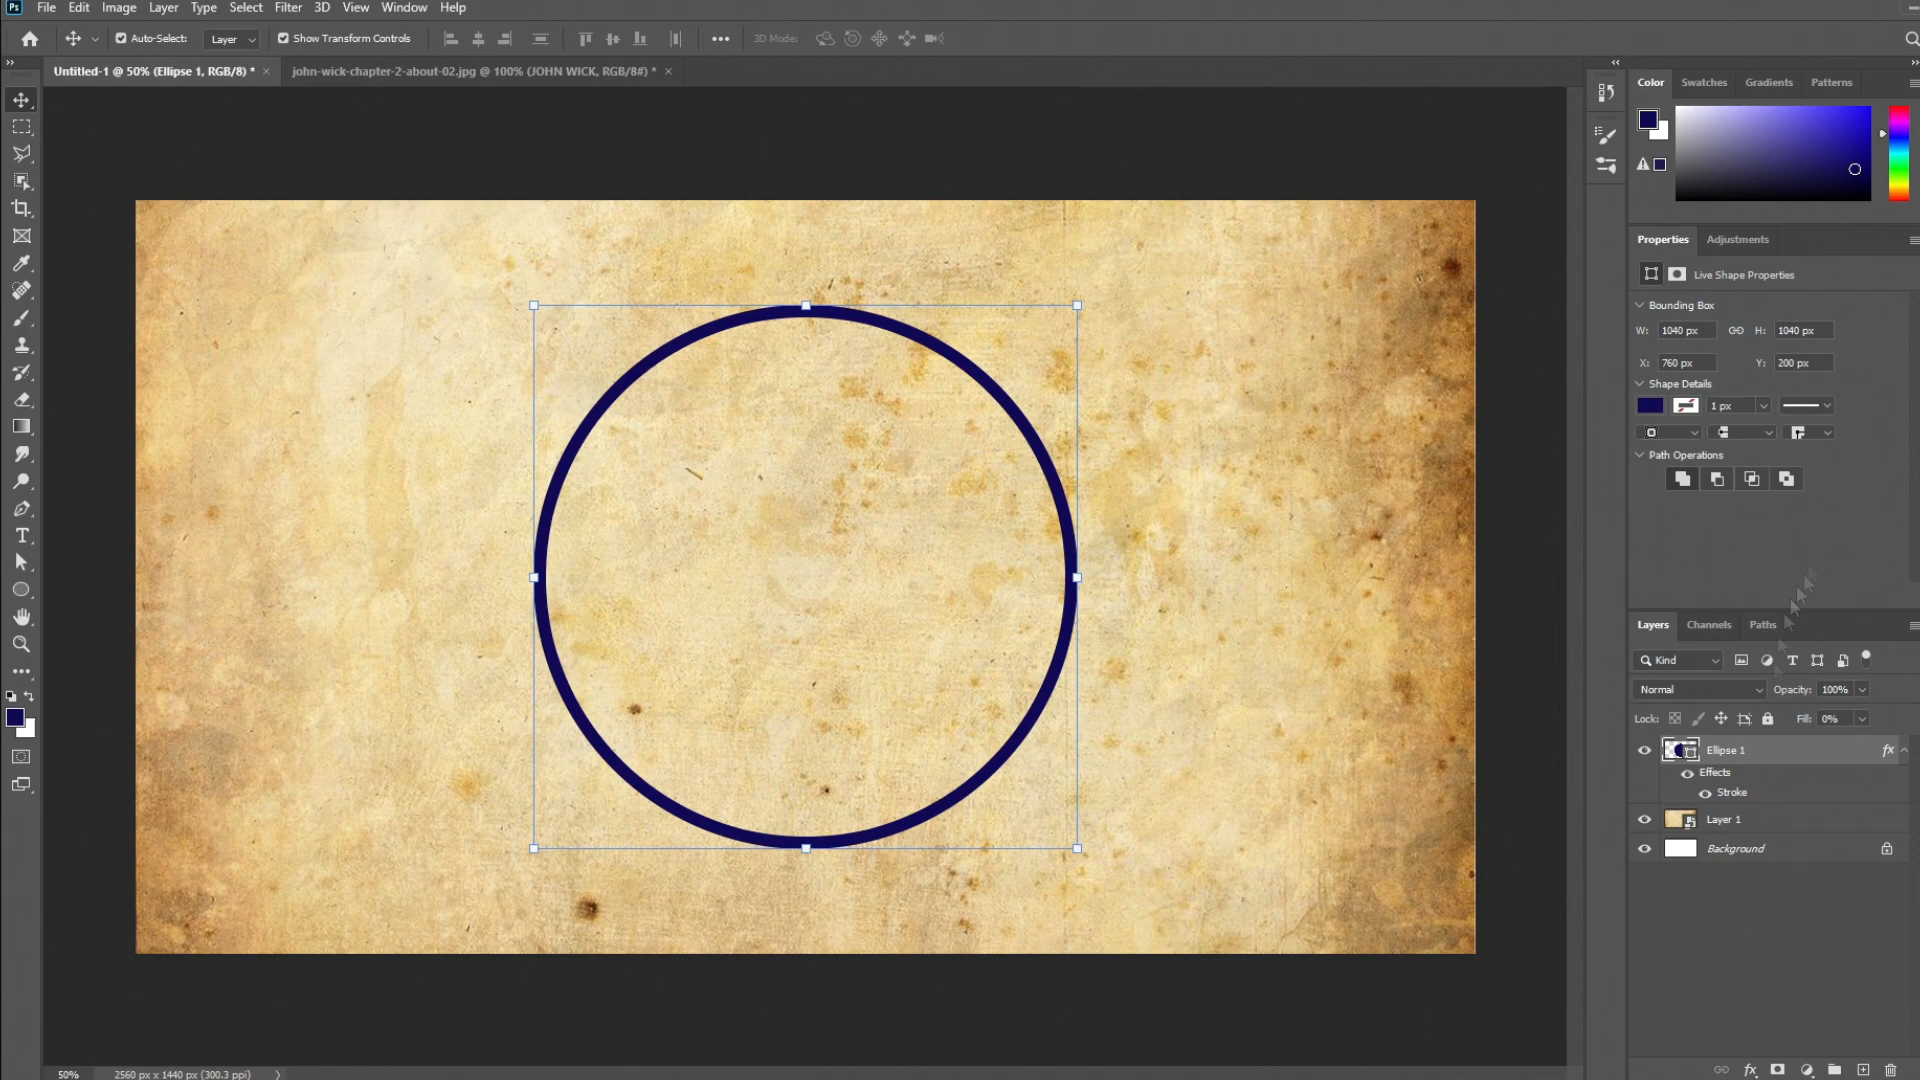 Ps File Edit Image Layer Type Select Filter 3D View Window Help
Auto-Select: Layer Show Transform Controls 3D Mode:
Untitled-1 @ 50% (Ellipse 1, RGB/8) * × john-wick-chapter-2-about-02.jpg @ 100% (JOHN WICK, RGB/8#) * ×
Color Swatches Gradients Patterns
Properties Adjustments
Live Shape Properties
Bounding Box
W: 1040 px H: 1040 px
X: 760 px Y: 200 px
Shape Details
1 px
Path Operations
Layers Channels Paths
Kind
Normal Opacity: 100%
Lock: Fill: 0%
Ellipse 1 fx
Effects
Stroke
Layer 1
Background
50% 2560 px x 1440 px (300.3 ppi)
fx